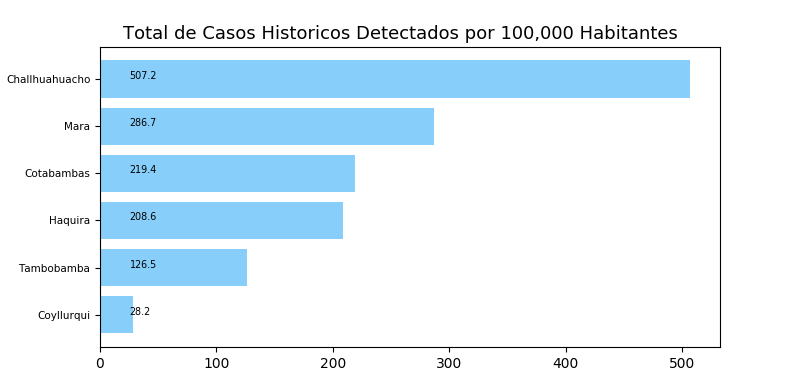 Total de Casos Historicos Detectados por 100,000 Habitantes
Challhuahuacho 507.2
Mara 286.7
Cotabambas 219.4
Haquira 208.6
Tambobamba 126.5
Coyllurqui 28.2
0 100 200 300 400 500